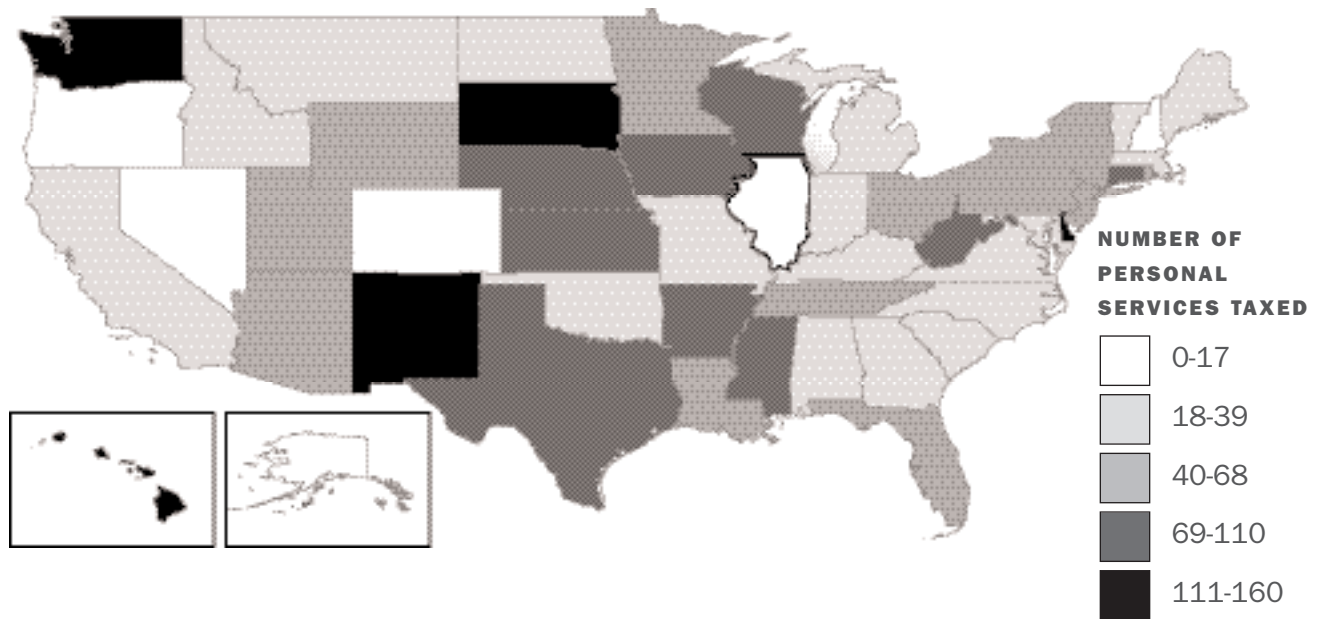 NUMBER OF
PERSONAL
SERVICES TAXED
0-17
18-39
40-68
69-110
111-160